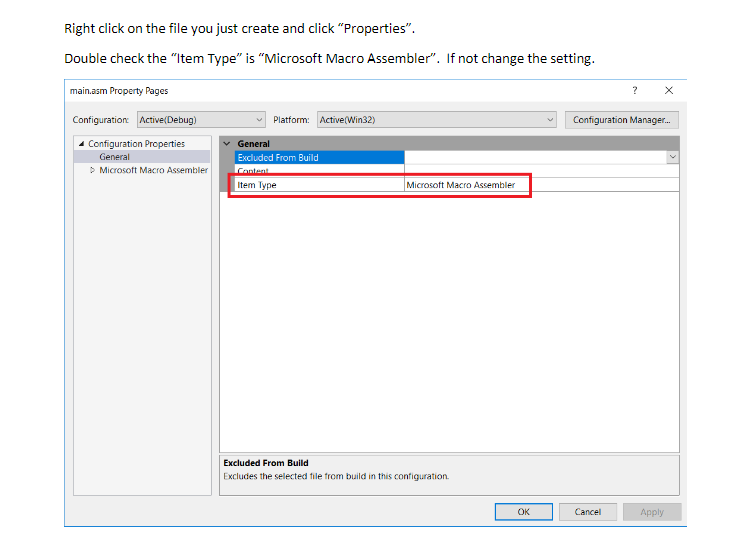 Right click on the file you just create and click “Properties”.
Double check the “Item Type” is “Microsoft Macro Assembler”.  If not change the setting.
main.asm Property Pages
?
Configuration: Active(Debug) Platform: Active(Win32) Configuration Manager...
Configuration Properties
General
Microsoft Macro Assembler
General
Excluded From Build
Content
Item Type Microsoft Macro Assembler
Excluded From Build
Excludes the selected file from build in this configuration.
OK Cancel Apply